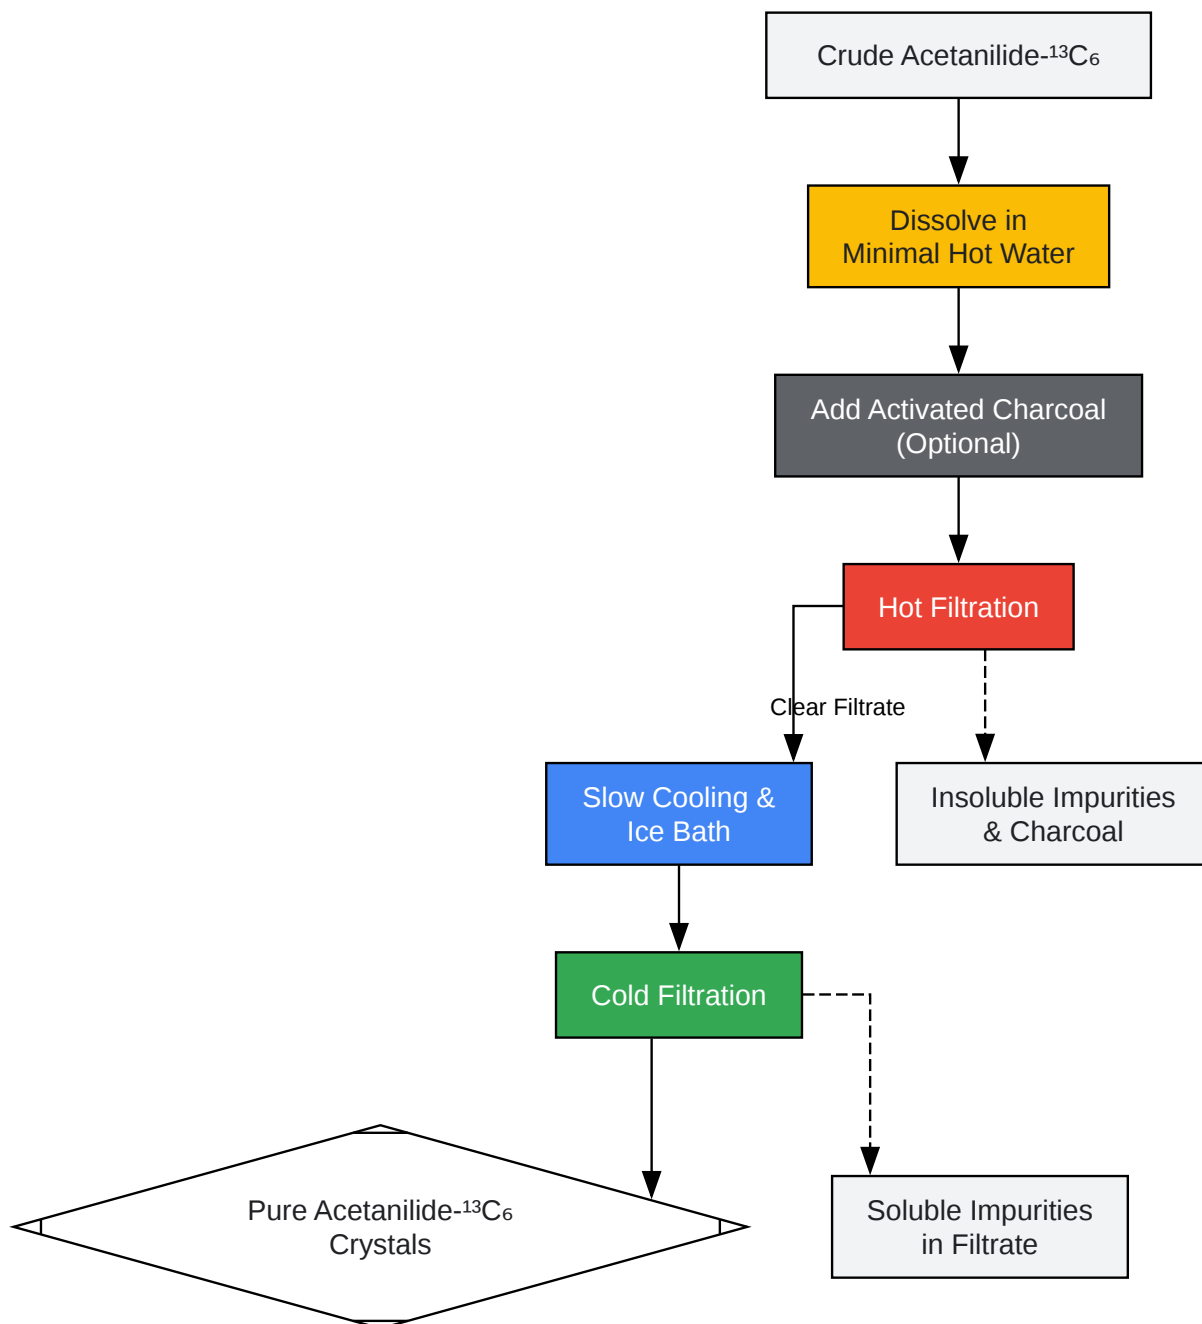 Crude Acetanilide-¹³C₆
Dissolve in
Minimal Hot Water
Add Activated Charcoal
(Optional)
Hot Filtration
Clear Filtrate
Slow Cooling &
Ice Bath
Insoluble Impurities
& Charcoal
Cold Filtration
Pure Acetanilide-¹³C₆
Crystals
Soluble Impurities
in Filtrate